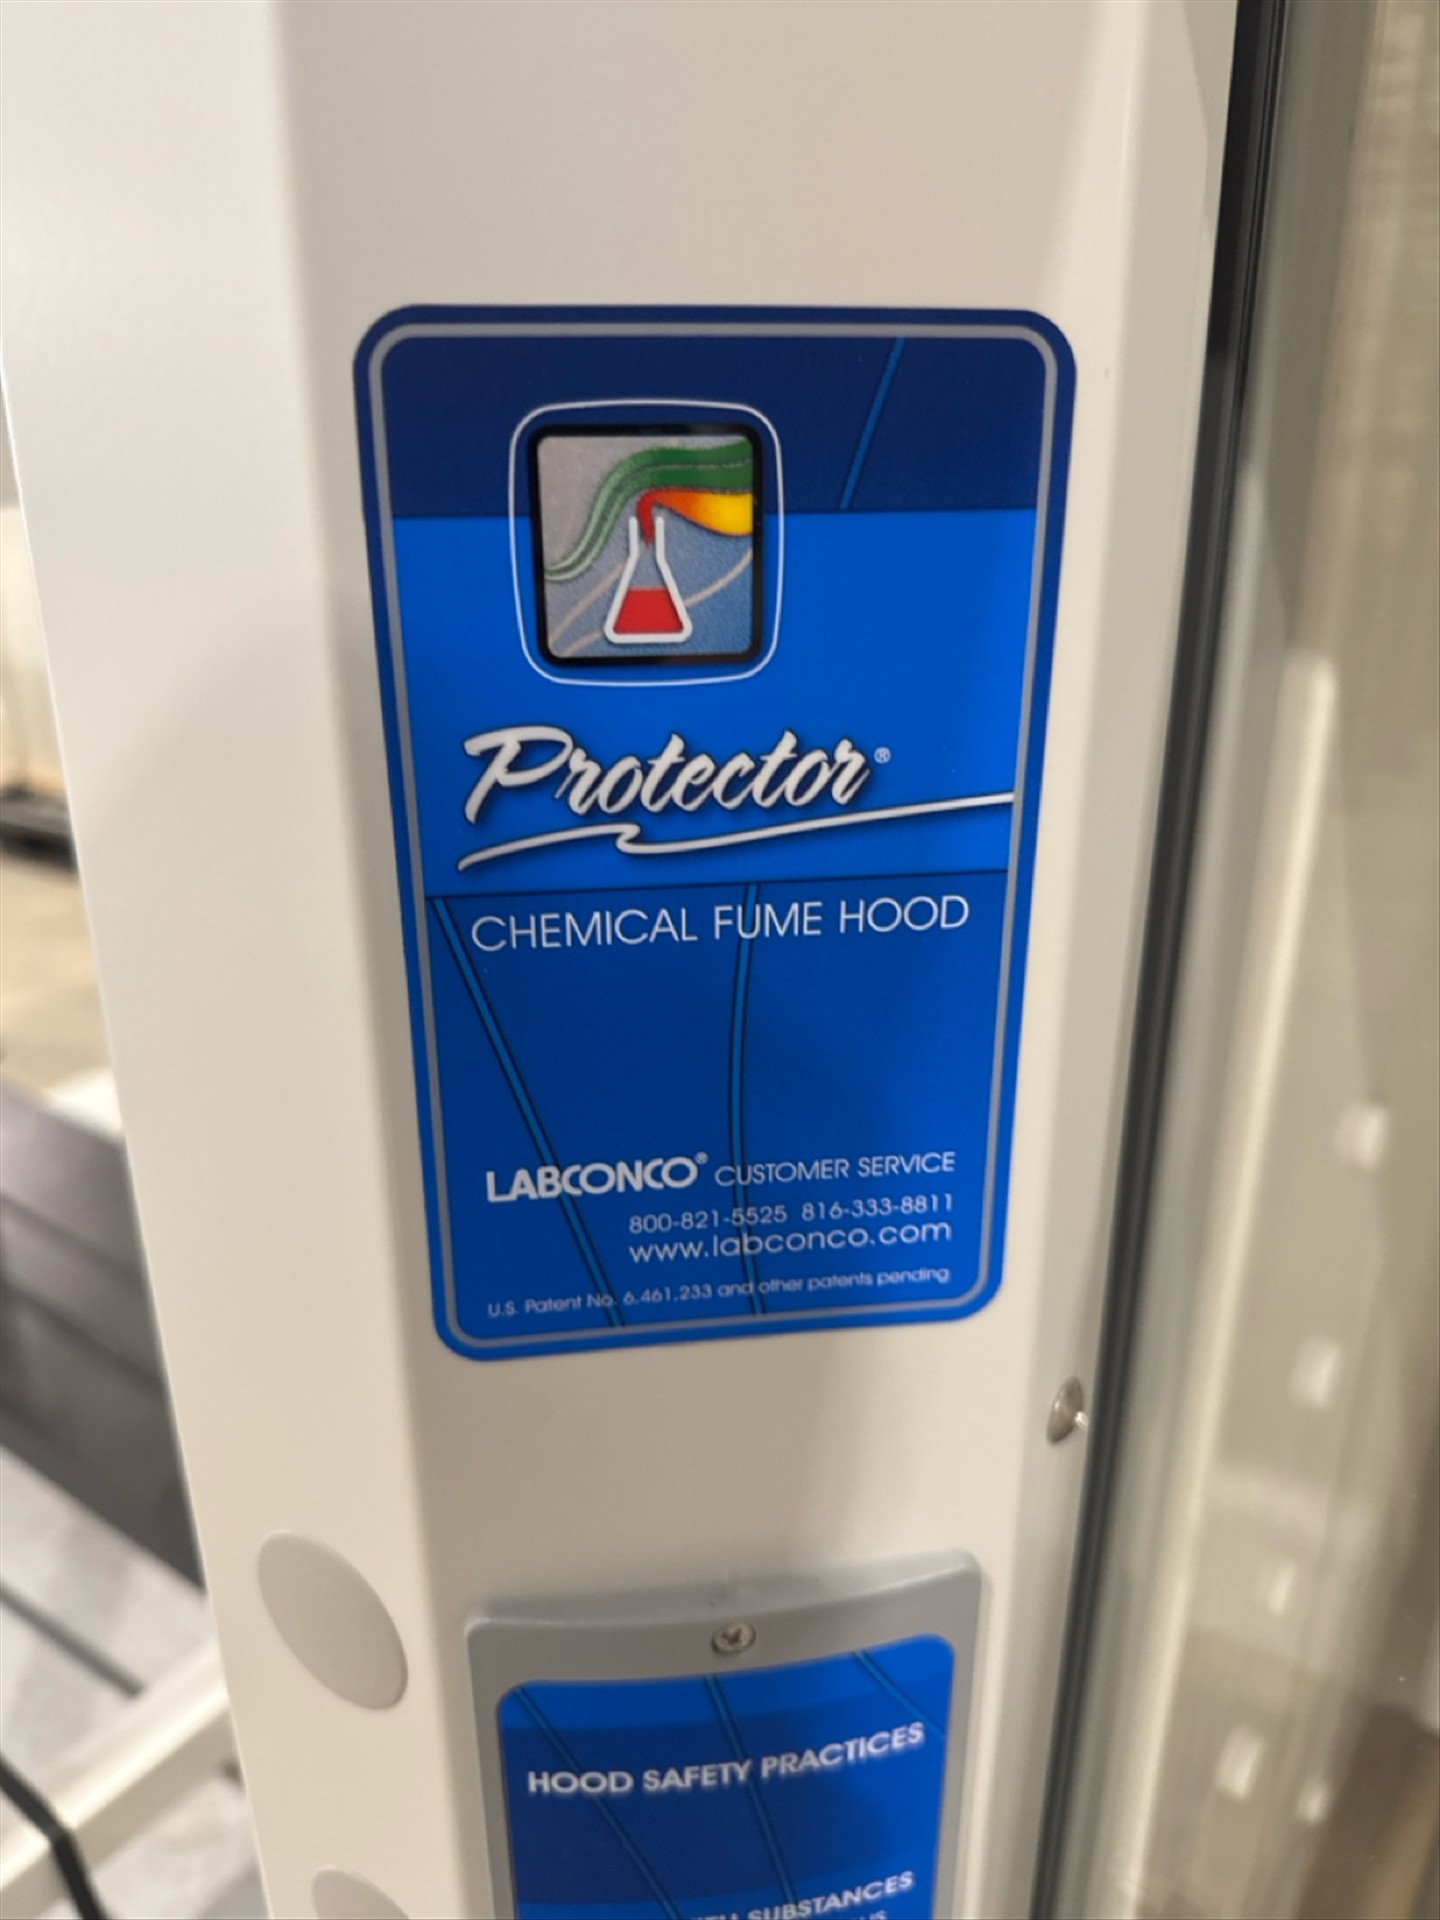 Protector®
CHEMICAL FUME HOOD
LABCONCO® CUSTOMER SERVICE
800-821-5525 816-333-8811
www.labconco.com
U.S. Patent No. 6,461,233 and other patents pending
HOOD SAFETY PRACTICES
SUBSTANCES